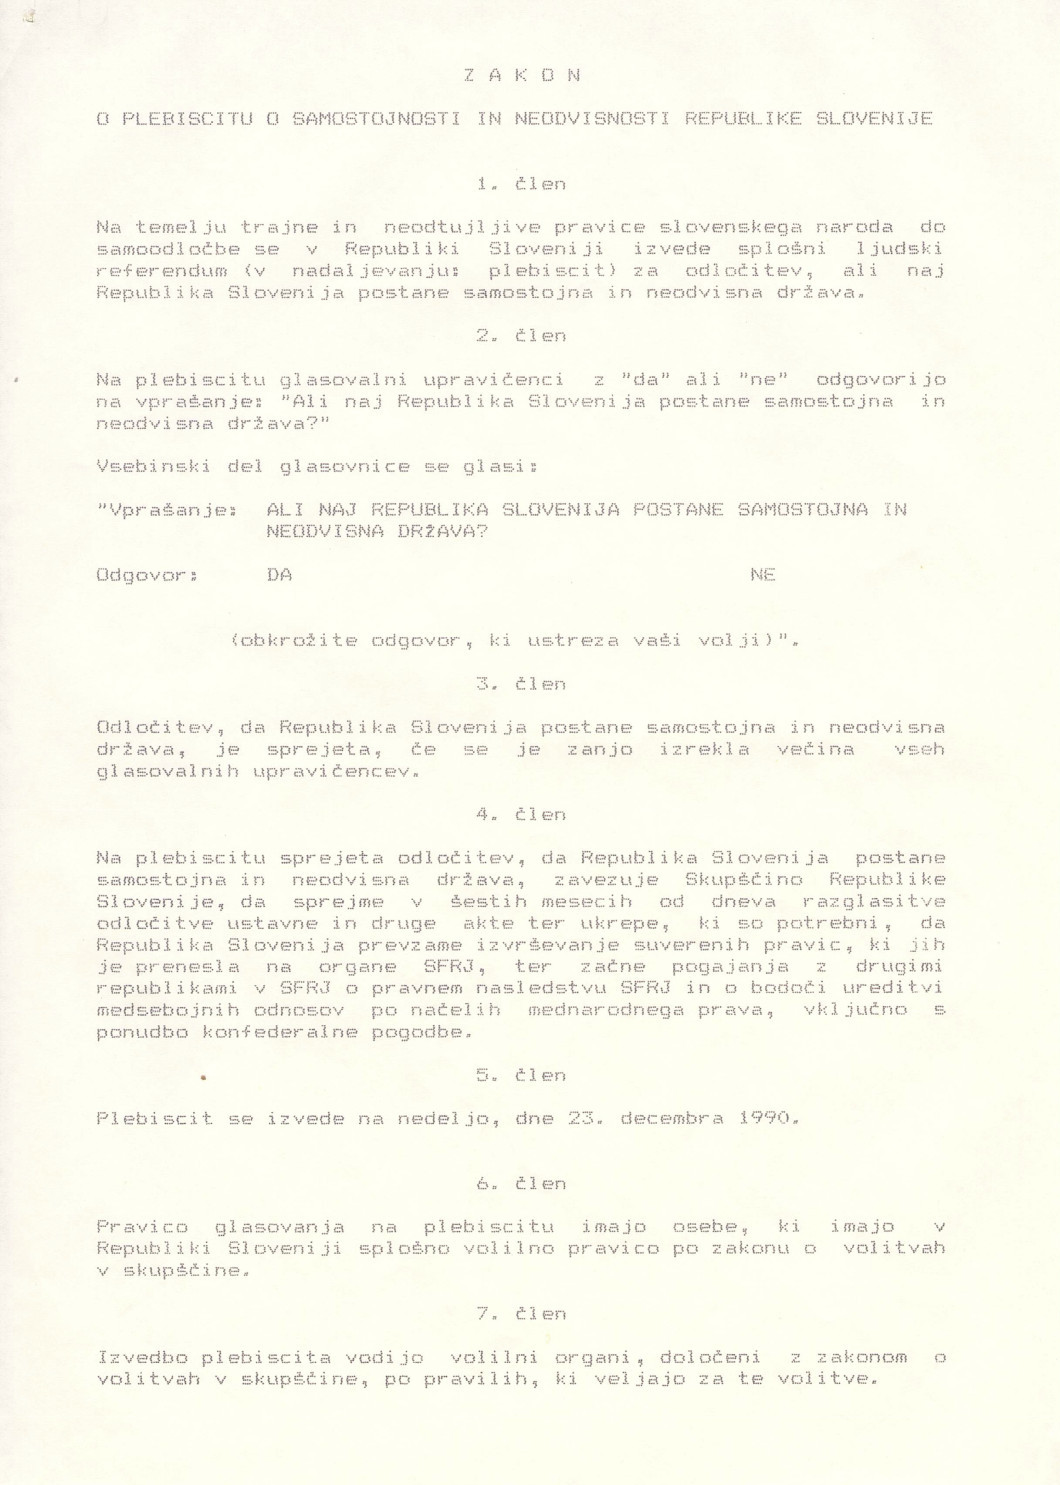 Z A K O N
O PLEBISCITU O SAMOSTOJNOSTI IN NEODVISNOSTI REPUBLIKE SLOVENIJE
1. člen
Na temelju trajne in neodtujljive pravice slovenskega naroda do
samoodločbe se v Republiki Sloveniji izvede splošni ljudski
referendum (v nadaljevanju: plebiscit) za odločitev, ali naj
Republika Slovenija postane samostojna in neodvisna država.
2. člen
Na plebiscitu glasovalni upravičenci z "da" ali "ne" odgovorijo
na vprašanje: "Ali naj Republika Slovenija postane samostojna in
neodvisna država?"
Vsebinski del glasovnice se glasi:
"Vprašanje: ALI NAJ REPUBLIKA SLOVENIJA POSTANE SAMOSTOJNA IN
NEODVISNA DRŽAVA?
Odgovor: DA NE
(obkrožite odgovor, ki ustreza vaši volji)".
3. člen
Odločitev, da Republika Slovenija postane samostojna in neodvisna
država, je sprejeta, če se je zanjo izrekla večina vseh
glasovalnih upravičencev.
4. člen
Na plebiscitu sprejeta odločitev, da Republika Slovenija postane
samostojna in neodvisna država, zavezuje Skupščino Republike
Slovenije, da sprejme v šestih mesecih od dneva razglasitve
odločitve ustavne in druge akte ter ukrepe, ki so potrebni, da
Republika Slovenija prevzame izvrševanje suverenih pravic, ki jih
je prenesla na organe SFRJ, ter začne pogajanja z drugimi
republikami v SFRJ o pravnem nasledstvu SFRJ in o bodoči ureditvi
medsebojnih odnosov po načelih mednarodnega prava, vključno s
ponudbo konfederalne pogodbe.
5. člen
Plebiscit se izvede na nedeljo, dne 23. decembra 1990.
6. člen
Pravico glasovanja na plebiscitu imajo osebe, ki imajo v
Republiki Sloveniji splošno volilno pravico po zakonu o volitvah
v skupščine.
7. člen
Izvedbo plebiscita vodijo volilni organi, določeni z zakonom o
volitvah v skupščine, po pravilih, ki veljajo za te volitve.